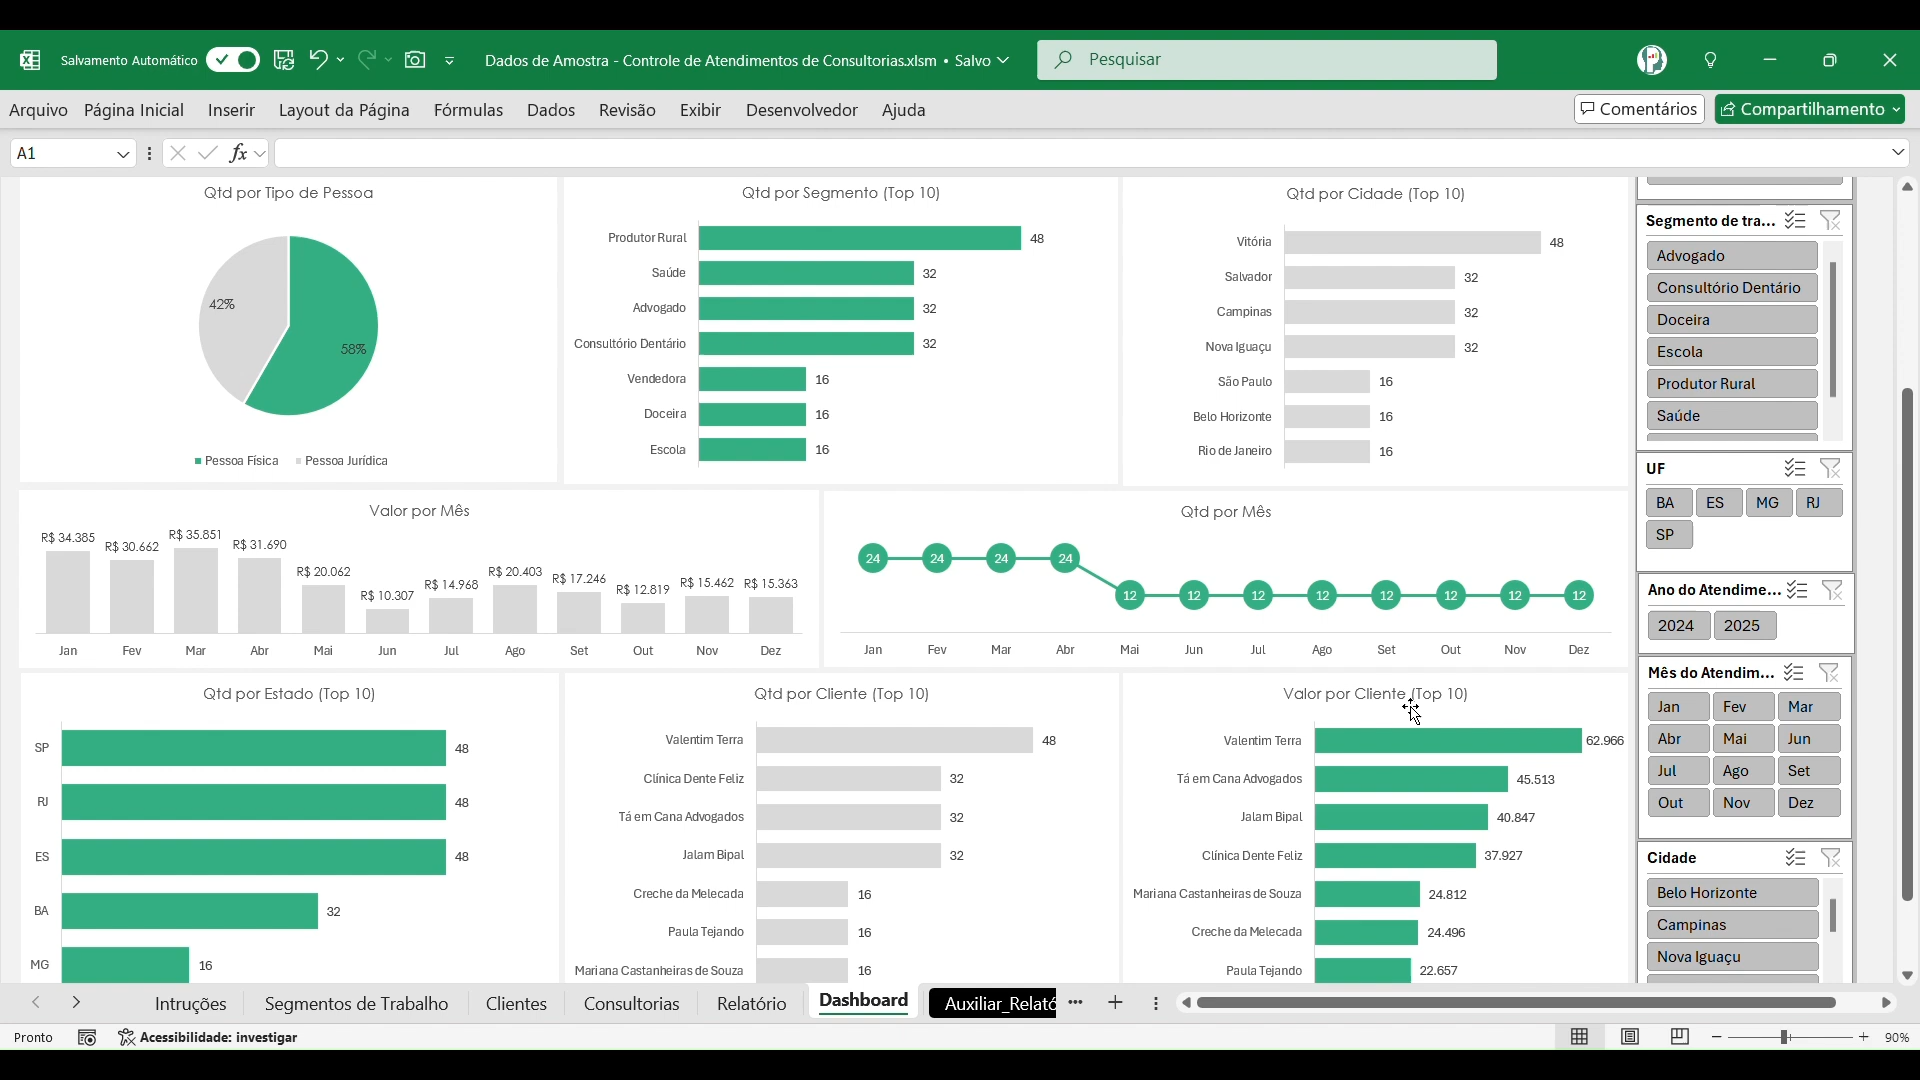 Salvamento Automático
Dados de Amostra - Controle de Atendimentos de Consultorias.xlsm • Salvo
Pesquisar
Arquivo Página Inicial Inserir Layout da Página Fórmulas Dados Revisão Exibir Desenvolvedor Ajuda
Comentários
Compartilhamento
A1
fx
Qtd por Tipo de Pessoa
42%
58%
Pessoa Física Pessoa Jurídica
Qtd por Segmento (Top 10)
Produtor Rural 48
Saúde 32
Advogado 32
Consultório Dentário 32
Vendedora 16
Doceira 16
Escola 16
Qtd por Cidade (Top 10)
Vitória 48
Salvador 32
Campinas 32
Nova Iguaçu 32
São Paulo 16
Belo Horizonte 16
Rio de Janeiro 16
Valor por Mês
R$ 34.385 R$ 30.662 R$ 35.851 R$ 31.690 R$ 20.062 R$ 10.307 R$ 14.968 R$ 20.403 R$ 17.246 R$ 12.819 R$ 15.462 R$ 15.363
Jan Fev Mar Abr Mai Jun Jul Ago Set Out Nov Dez
Qtd por Mês
24 24 24 24 12 12 12 12 12 12 12 12
Jan Fev Mar Abr Mai Jun Jul Ago Set Out Nov Dez
Qtd por Estado (Top 10)
SP 48
RJ 48
ES 48
BA 32
MG 16
Qtd por Cliente (Top 10)
Valentim Terra 48
Clínica Dente Feliz 32
Tá em Cana Advogados 32
Jalam Bipal 32
Creche da Melecada 16
Paula Tejando 16
Mariana Castanheiras de Souza 16
Valor por Cliente (Top 10)
Valentim Terra 62.966
Tá em Cana Advogados 45.513
Jalam Bipal 40.847
Clínica Dente Feliz 37.927
Mariana Castanheiras de Souza 24.812
Creche da Melecada 24.496
Paula Tejando 22.657
Segmento de tra...
Advogado
Consultório Dentário
Doceira
Escola
Produtor Rural
Saúde
UF
BA ES MG RJ
SP
Ano do Atendime...
2024 2025
Mês do Atendim...
Jan Fev Mar
Abr Mai Jun
Jul Ago Set
Out Nov Dez
Cidade
Belo Horizonte
Campinas
Nova Iguaçu
Intruções Segmentos de Trabalho Clientes Consultorias Relatório Dashboard Auxiliar_Relató
Pronto
Acessibilidade: investigar
90%